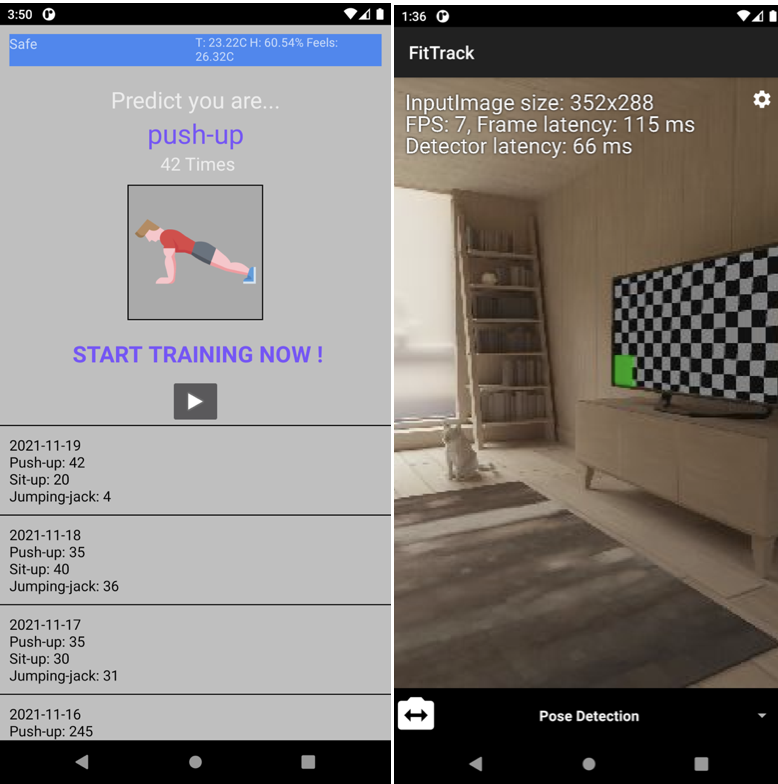 3:50
Safe
T: 23.22C H: 60.54% Feels:
26.32C
Predict you are...
push-up
42 Times
START TRAINING NOW !
2021-11-19
Push-up: 42
Sit-up: 20
Jumping-jack: 4
2021-11-18
Push-up: 35
Sit-up: 40
Jumping-jack: 36
2021-11-17
Push-up: 35
Sit-up: 30
Jumping-jack: 31
2021-11-16
Push-up: 245
1:36
FitTrack
InputImage size: 352x288
FPS: 7, Frame latency: 115 ms
Detector latency: 66 ms
Pose Detection